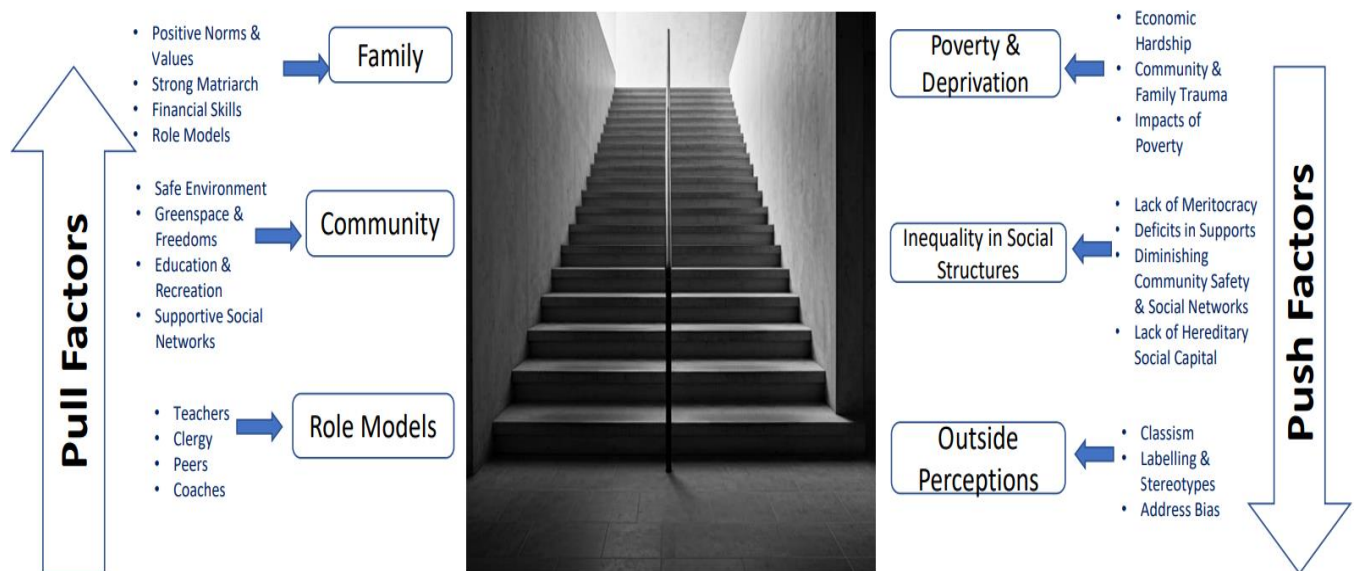 Pull Factors
• Positive Norms &
Values
• Strong Matriarch
• Financial Skills
• Role Models
Family
• Safe Environment
• Greenspace &
Freedoms
• Education &
Recreation
• Supportive Social
Networks
Community
• Teachers
• Clergy
• Peers
• Coaches
Role Models
Poverty &
Deprivation
• Economic
Hardship
• Community &
Family Trauma
• Impacts of
Poverty
Inequality in Social
Structures
• Lack of Meritocracy
• Deficits in Supports
• Diminishing
Community Safety
& Social Networks
• Lack of Hereditary
Social Capital
Outside
Perceptions
• Classism
• Labelling &
Stereotypes
• Address Bias
Push Factors